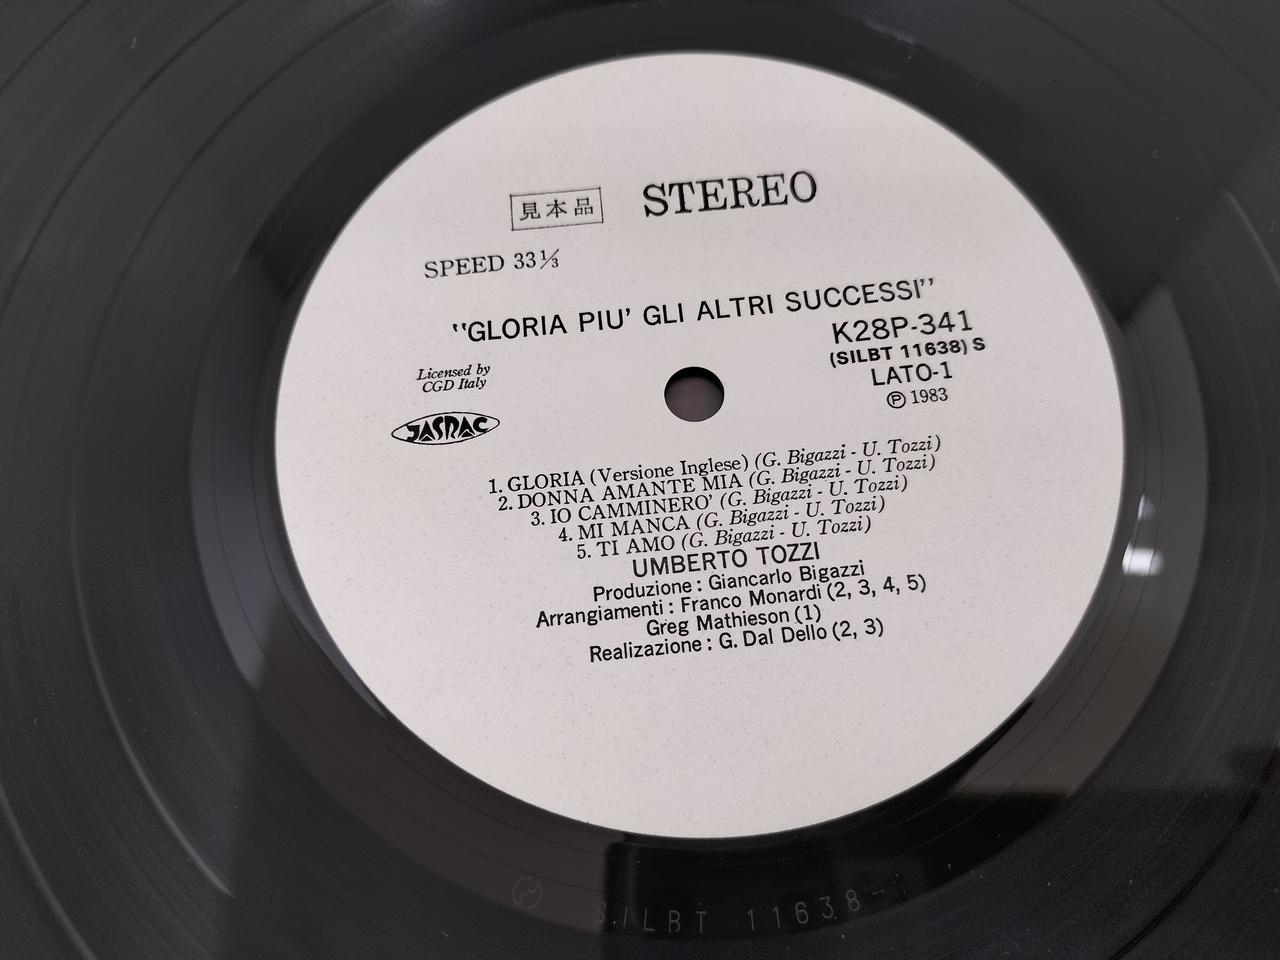 見本品 STEREO
SPEED 33⅓
"GLORIA PIU' GLI ALTRI SUCCESSI"
K28P-341
(SILBT 11638) S
LATO-1
Ⓟ 1983
Licensed by
CGD Italy
JASRAC
1. GLORIA (Versione Inglese) (G. Bigazzi - U. Tozzi)
2. DONNA AMANTE MIA (G. Bigazzi - U. Tozzi)
3. IO CAMMINERO' (G. Bigazzi - U. Tozzi)
4. MI MANCA (G. Bigazzi - U. Tozzi)
5. TI AMO (G. Bigazzi - U. Tozzi)
UMBERTO TOZZI
Produzione : Giancarlo Bigazzi
Arrangiamenti : Franco Monardi (2, 3, 4, 5)
Greg Mathieson (1)
Realizazione : G. Dal Dello (2, 3)
SILBT 11638-1